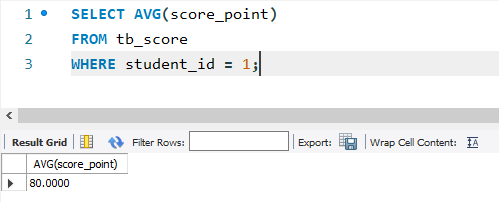 1 SELECT AVG(score_point)
2 FROM tb_score
3 WHERE student_id = 1;
Result Grid Filter Rows: Export: Wrap Cell Content: IA
AVG(score_point)
80.0000